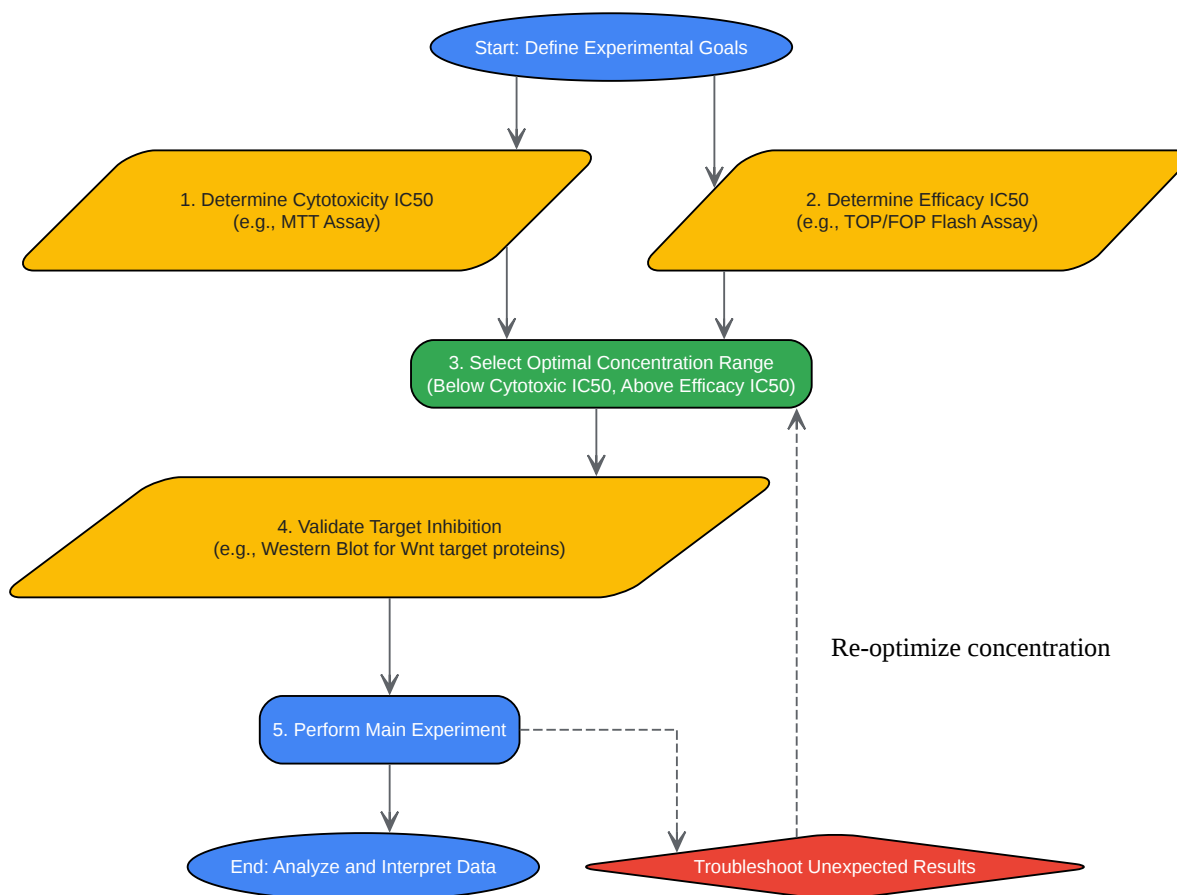 Start: Define Experimental Goals
1. Determine Cytotoxicity IC50
(e.g., MTT Assay)
2. Determine Efficacy IC50
(e.g., TOP/FOP Flash Assay)
3. Select Optimal Concentration Range
(Below Cytotoxic IC50, Above Efficacy IC50)
4. Validate Target Inhibition
(e.g., Western Blot for Wnt target proteins)
Re-optimize concentration
5. Perform Main Experiment
End: Analyze and Interpret Data
Troubleshoot Unexpected Results